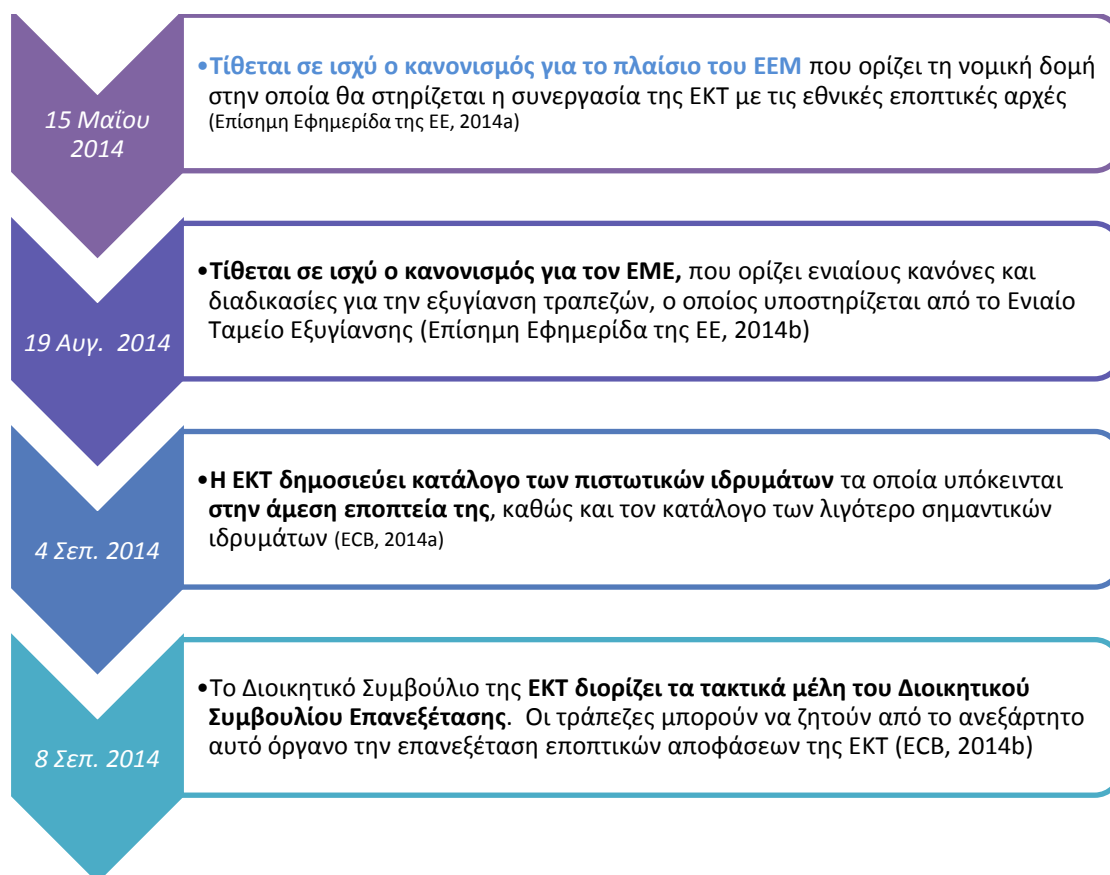 15 Μαΐου
2014
•Τίθεται σε ισχύ ο κανονισμός για το πλαίσιο του ΕΕΜ που ορίζει τη νομική δομή
στην οποία θα στηρίζεται η συνεργασία της ΕΚΤ με τις εθνικές εποπτικές αρχές
(Επίσημη Εφημερίδα της ΕΕ, 2014a)
19 Αυγ.  2014
•Τίθεται σε ισχύ ο κανονισμός για τον ΕΜΕ, που ορίζει ενιαίους κανόνες και
διαδικασίες για την εξυγίανση τραπεζών, ο οποίος υποστηρίζεται από το Ενιαίο
Ταμείο Εξυγίανσης (Επίσημη Εφημερίδα της ΕΕ, 2014b)
4 Σεπ. 2014
•Η ΕΚΤ δημοσιεύει κατάλογο των πιστωτικών ιδρυμάτων τα οποία υπόκεινται
στην άμεση εποπτεία της, καθώς και τον κατάλογο των λιγότερο σημαντικών
ιδρυμάτων (ECB, 2014a)
8 Σεπ. 2014
•Το Διοικητικό Συμβούλιο της ΕΚΤ διορίζει τα τακτικά μέλη του Διοικητικού
Συμβουλίου Επανεξέτασης.  Οι τράπεζες μπορούν να ζητούν από το ανεξάρτητο
αυτό όργανο την επανεξέταση εποπτικών αποφάσεων της ΕΚΤ (ECB, 2014b)